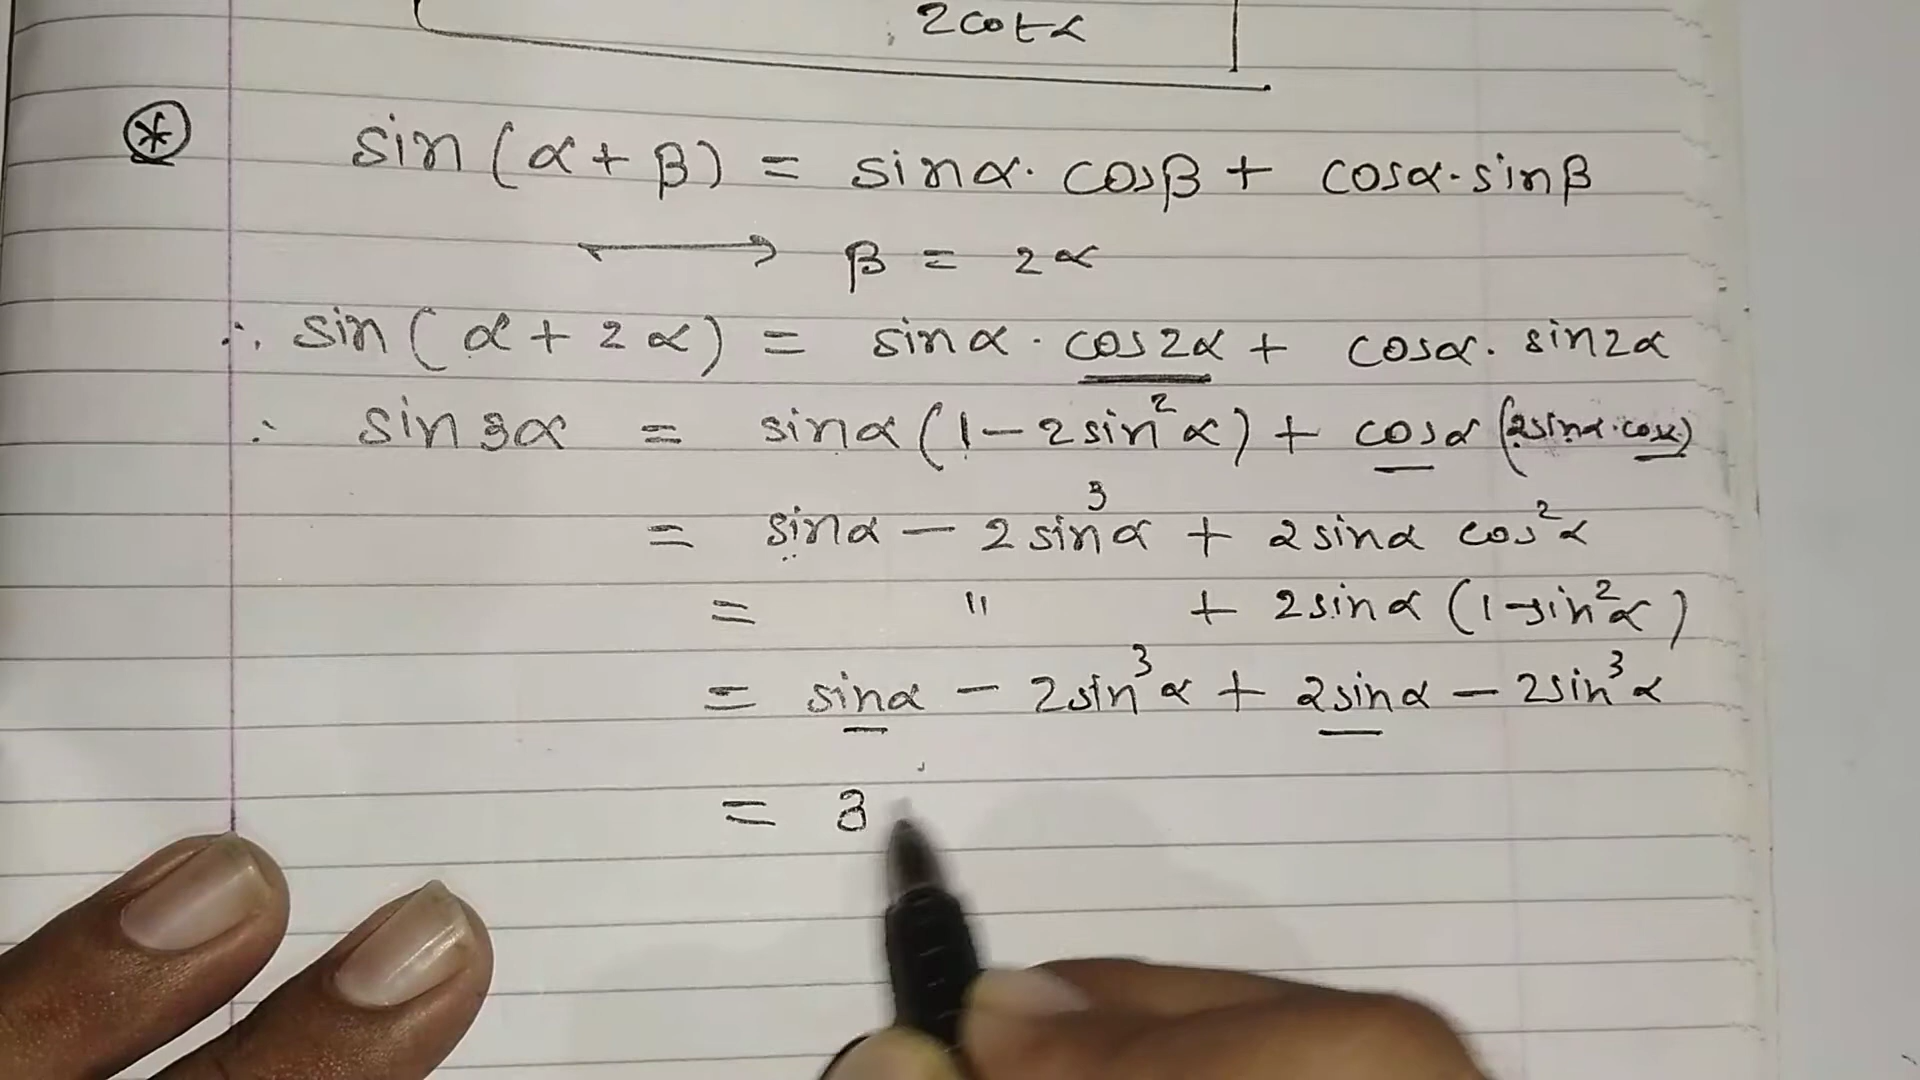 2cotα
⊛ sin(α+β) = sinα·cosβ + cosα·sinβ
⟶ β = 2α
∴ sin(α+2α) = sinα·cos2α + cosα·sin2α
∴ sin3α = sinα(1-2sin²α) + cosα(2sinα·cosα)
= sinα - 2sin³α + 2sinα cos²α
= " + 2sinα(1-sin²α)
= sinα - 2sin³α + 2sinα - 2sin³α
= 3